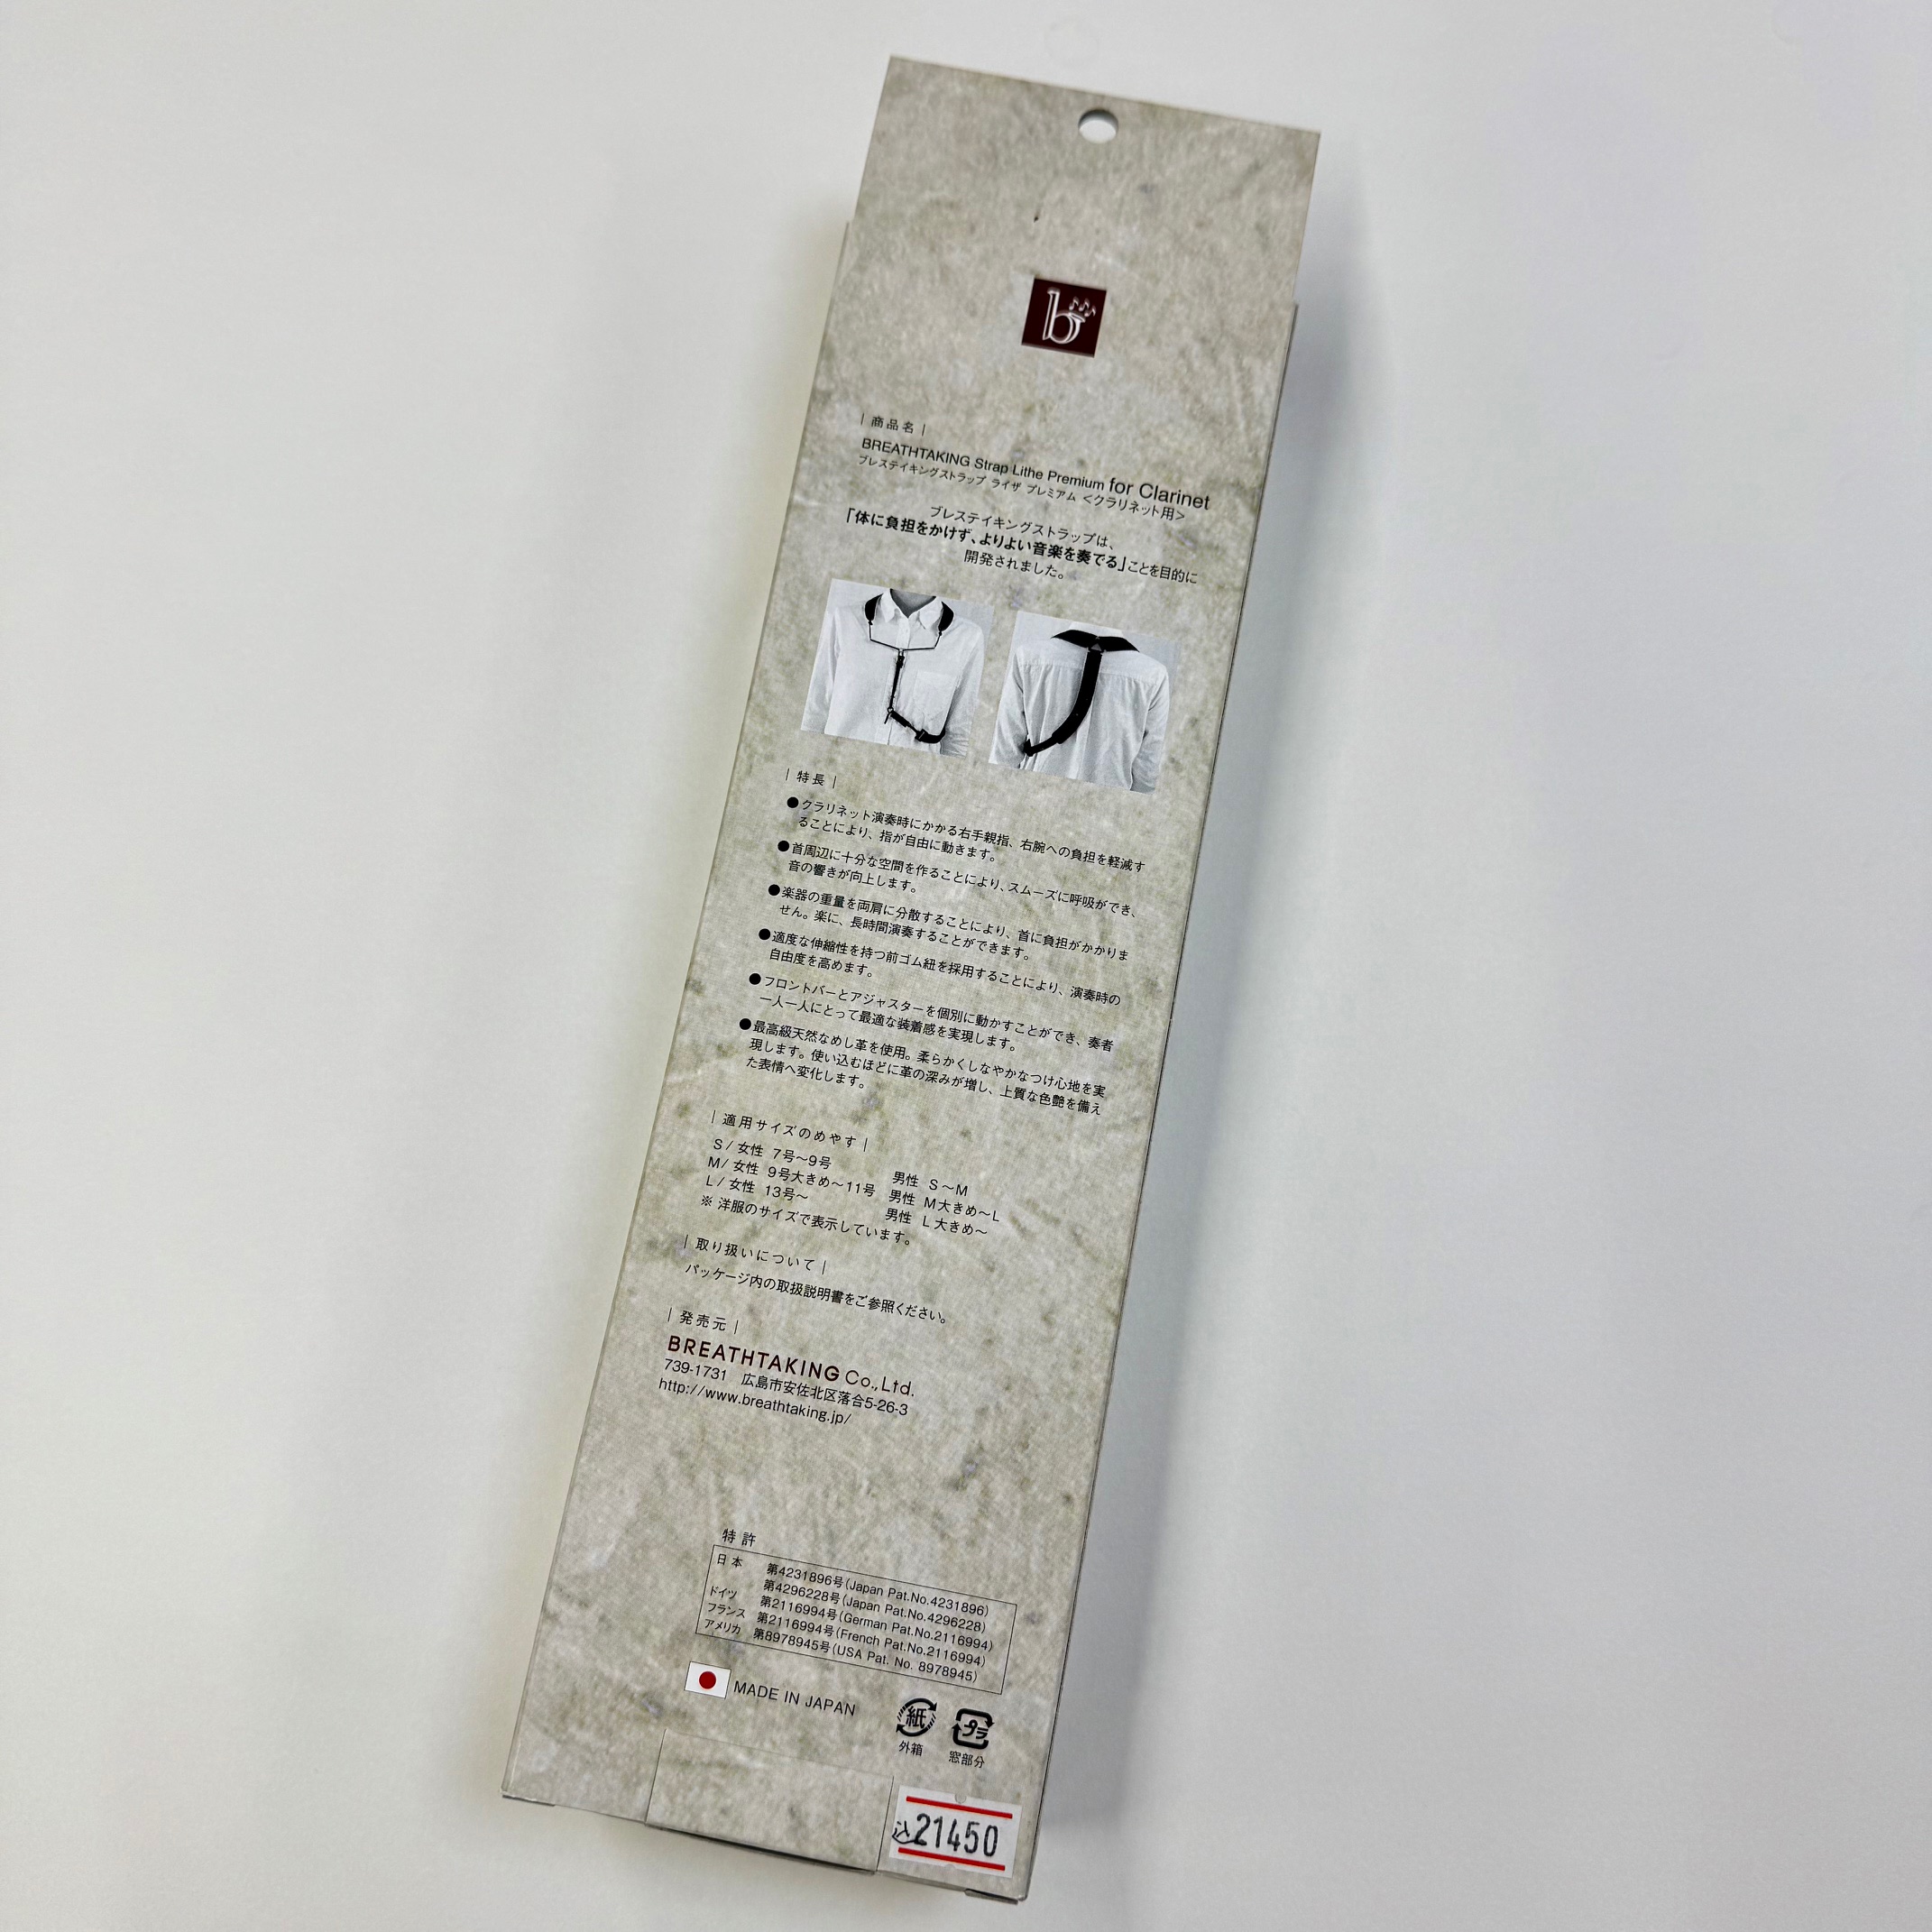 b
| 商品名 |
BREATHTAKING Strap Lithe Premium for Clarinet
ブレステイキングストラップ ライザ プレミアム <クラリネット用>
ブレステイキングストラップは、
「体に負担をかけず、よりよい音楽を奏でる」ことを目的に
開発されました。
| 特長 |
●クラリネット演奏時にかかる右手親指、右腕への負担を軽減す
ることにより、指が自由に動きます。
●首周辺に十分な空間を作ることにより、スムーズに呼吸ができ、
音の響きが向上します。
●楽器の重量を両肩に分散することにより、首に負担がかかりま
せん。楽に、長時間演奏することができます。
●適度な伸縮性を持つ前ゴム紐を採用することにより、演奏時の
自由度を高めます。
●フロントバーとアジャスターを個別に動かすことができ、奏者
一人一人にとって最適な装着感を実現します。
●最高級天然なめし革を使用。柔らかくしなやかなつけ心地を実
現します。使い込むほどに革の深みが増し、上質な色艶を備え
た表情へ変化します。
| 適用サイズのめやす |
S / 女性 7号〜9号 男性 S〜M
M/ 女性 9号大きめ〜11号 男性 M大きめ〜L
L / 女性 13号〜 男性 L大きめ〜
※ 洋服のサイズで表示しています。
| 取り扱いについて |
パッケージ内の取扱説明書をご参照ください。
| 発売元 |
BREATHTAKING Co.,Ltd.
739-1731 広島市安佐北区落合5-26-3
http://www.breathtaking.jp/
特許
日本 第4231896号(Japan Pat.No.4231896)
第4296228号(Japan Pat.No.4296228)
ドイツ 第2116994号(German Pat.No.2116994)
フランス 第2116994号(French Pat.No.2116994)
アメリカ 第8978945号(USA Pat. No. 8978945)
MADE IN JAPAN
紙 プラ
外箱 窓部分
込21450